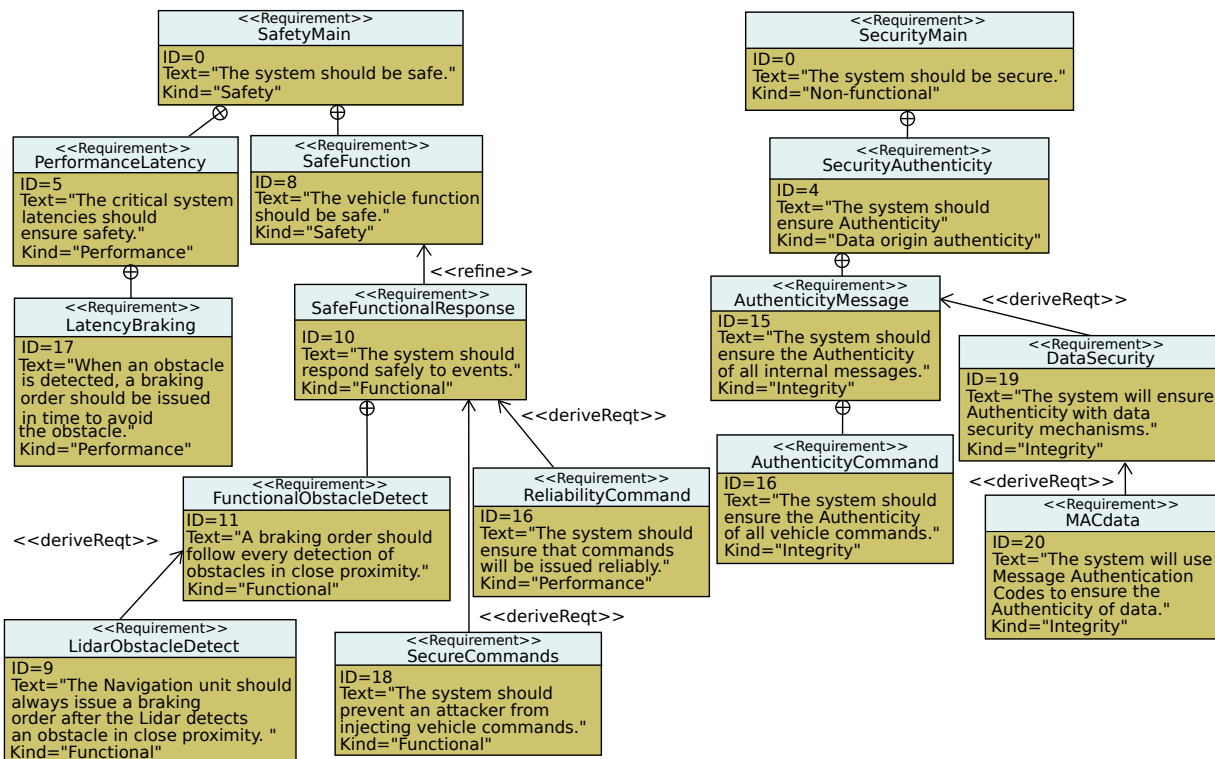 <<Requirement>>
SafetyMain
ID=0
Text="The system should be safe."
Kind="Safety"
<<Requirement>>
SecurityMain
ID=0
Text="The system should be secure."
Kind="Non-functional"
<<Requirement>>
PerformanceLatency
ID=5
Text="The critical system
latencies should
ensure safety."
Kind="Performance"
<<Requirement>>
SafeFunction
ID=8
Text="The vehicle function
should be safe."
Kind="Safety"
<<Requirement>>
SecurityAuthenticity
ID=4
Text="The system should
ensure Authenticity"
Kind="Data origin authenticity"
<<refine>>
<<Requirement>>
LatencyBraking
ID=17
Text="When an obstacle
is detected, a braking
order should be issued
in time to avoid
the obstacle."
Kind="Performance"
<<Requirement>>
SafeFunctionalResponse
ID=10
Text="The system should
respond safely to events."
Kind="Functional"
<<Requirement>>
AuthenticityMessage
ID=15
Text="The system should
ensure the Authenticity
of all internal messages."
Kind="Integrity"
<<deriveReqt>>
<<Requirement>>
DataSecurity
ID=19
Text="The system will ensure
Authenticity with data
security mechanisms."
Kind="Integrity"
<<deriveReqt>>
<<Requirement>>
FunctionalObstacleDetect
ID=11
Text="A braking order should
follow every detection of
obstacles in close proximity."
Kind="Functional"
<<Requirement>>
ReliabilityCommand
ID=16
Text="The system should
ensure that commands
will be issued reliably."
Kind="Performance"
<<Requirement>>
AuthenticityCommand
ID=16
Text="The system should
ensure the Authenticity
of all vehicle commands."
Kind="Integrity"
<<deriveReqt>>
<<Requirement>>
MACdata
ID=20
Text="The system will use
Message Authentication
Codes to ensure the
Authenticity of data."
Kind="Integrity"
<<deriveReqt>>
<<deriveReqt>>
<<Requirement>>
LidarObstacleDetect
ID=9
Text="The Navigation unit should
always issue a braking
order after the Lidar detects
an obstacle in close proximity. "
Kind="Functional"
<<Requirement>>
SecureCommands
ID=18
Text="The system should
prevent an attacker from
injecting vehicle commands."
Kind="Functional"